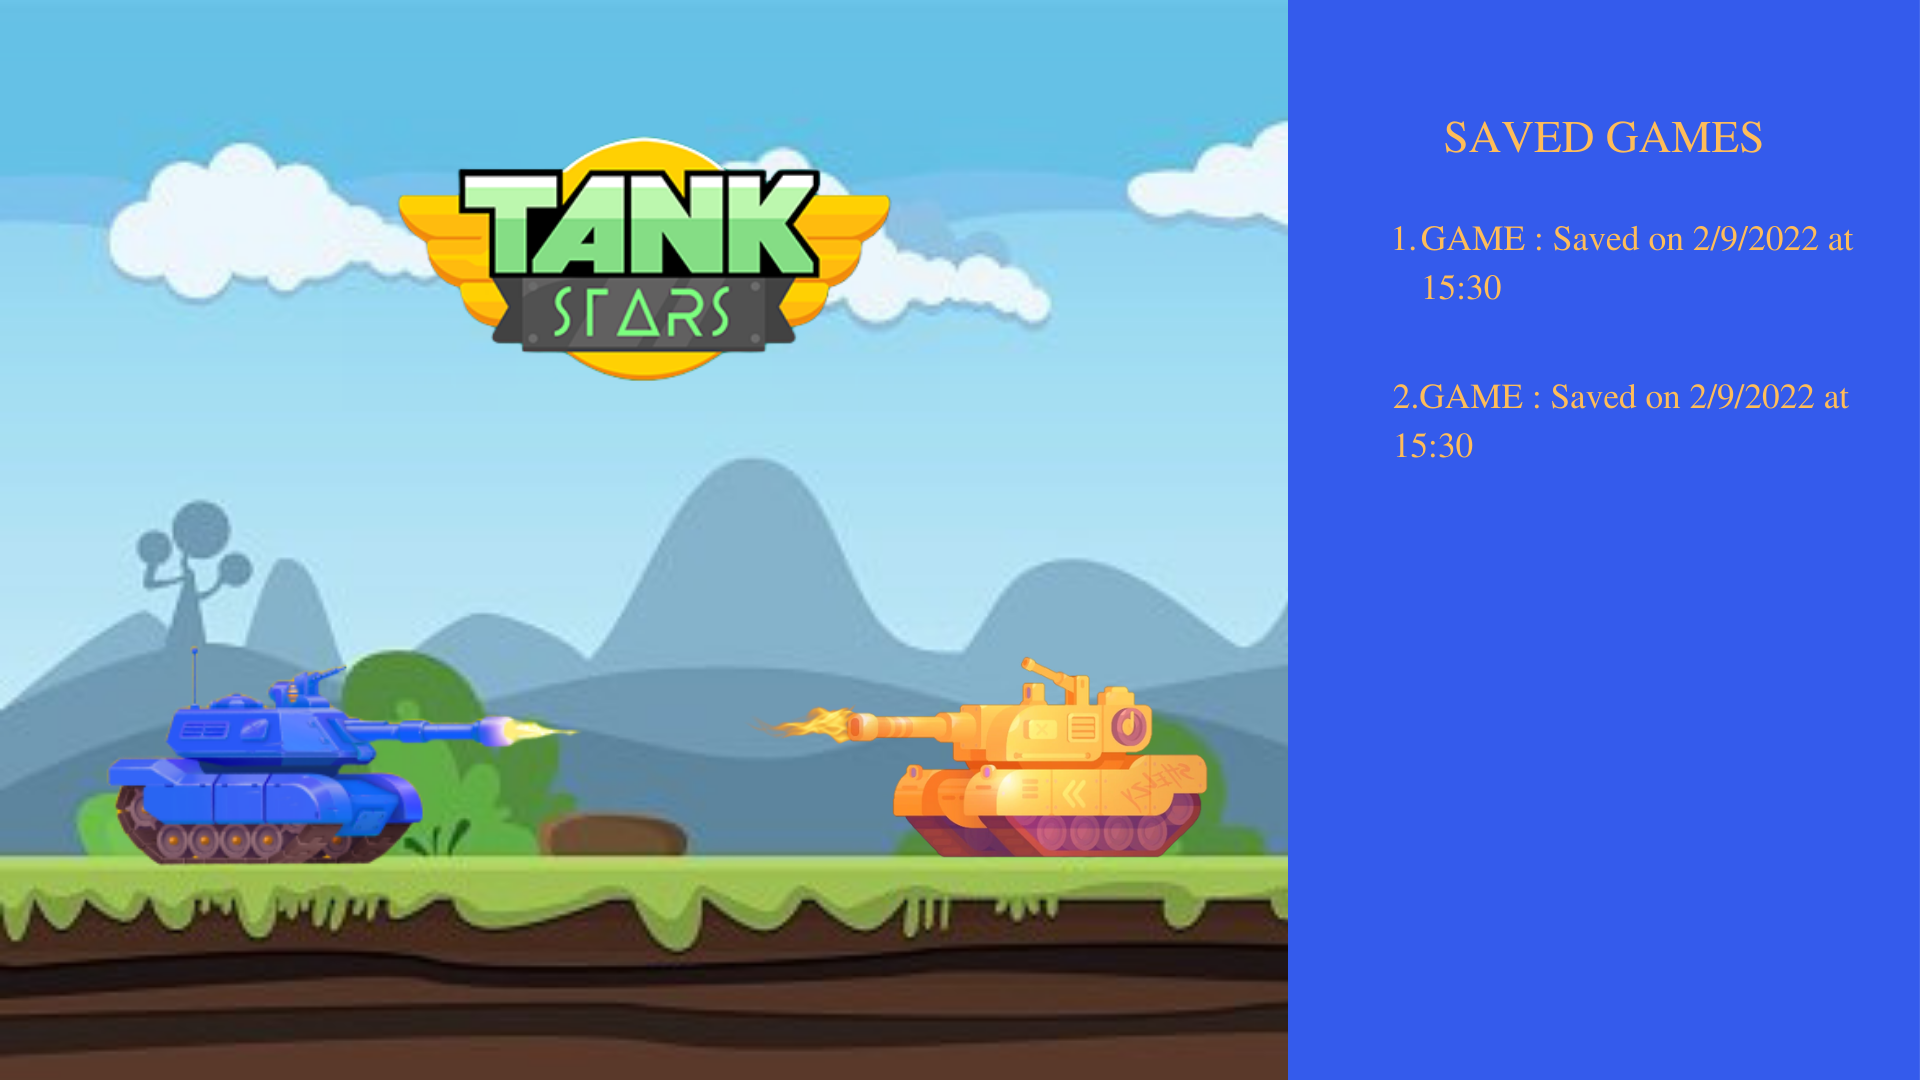 TANK
STARS
SAVED GAMES
1. GAME : Saved on 2/9/2022 at
15:30
2.GAME : Saved on 2/9/2022 at
15:30